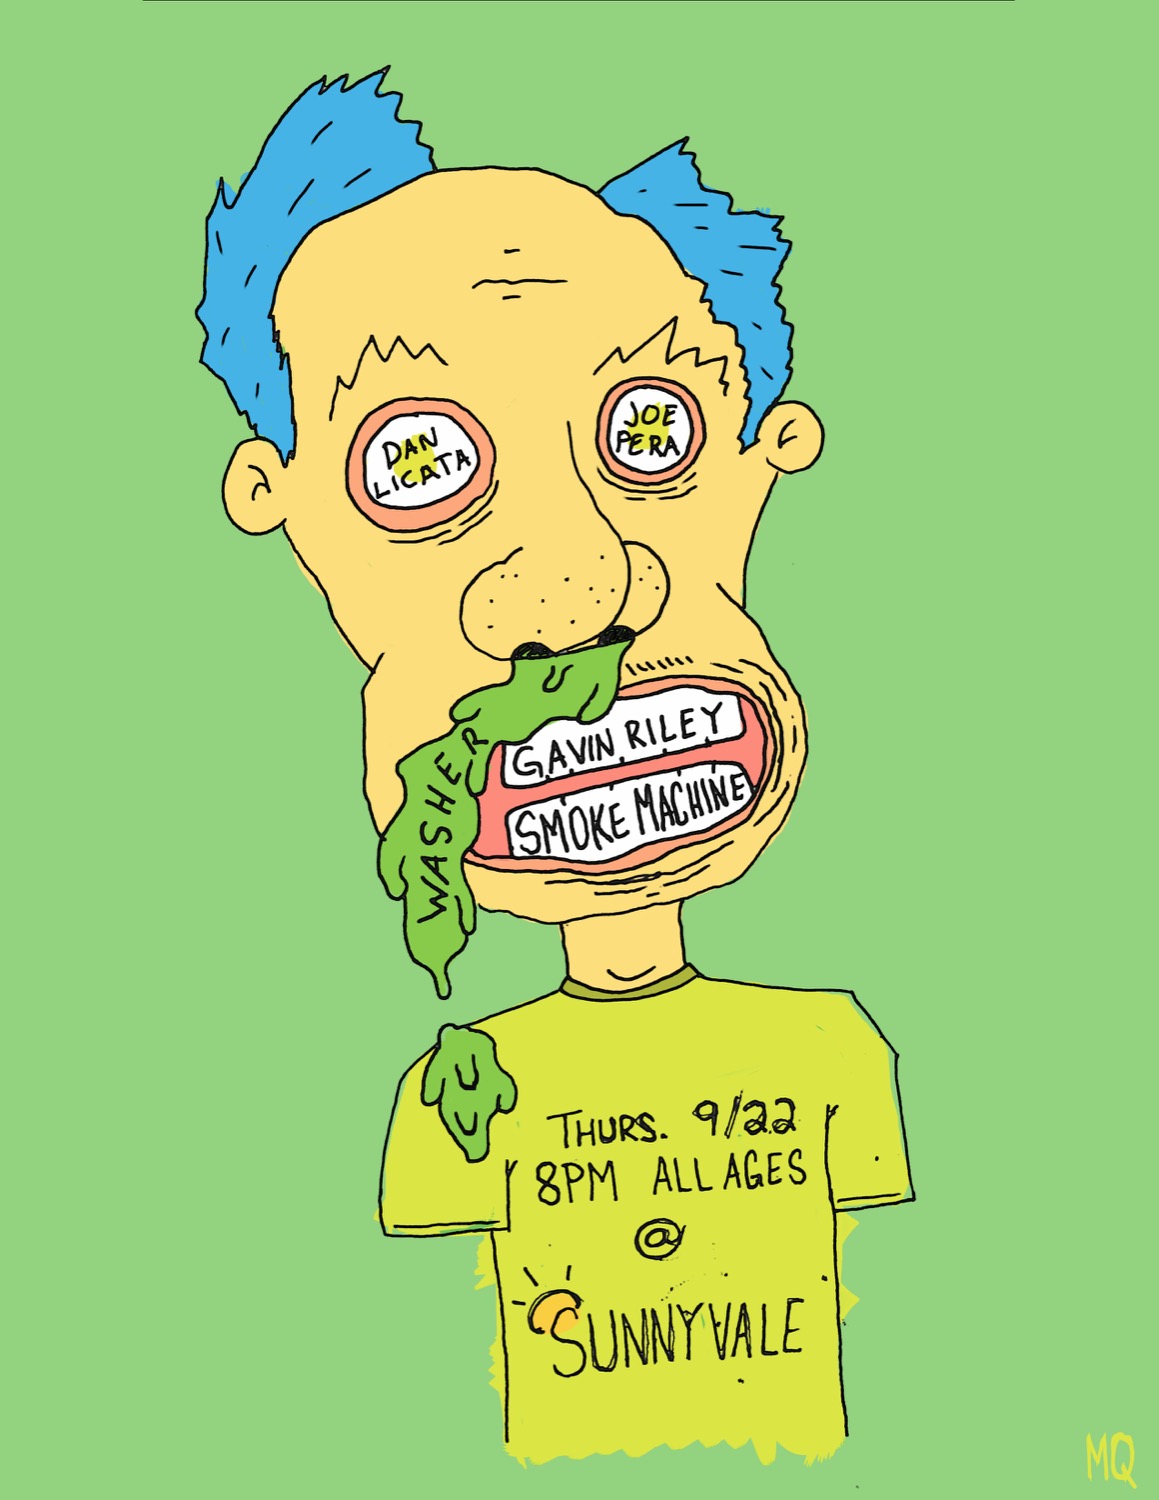 DAN
LICATA
JOE
PERA
WASHER
GAVIN RILEY
SMOKE MACHINE
THURS. 9/22
8PM ALL AGES
@
SUNNYVALE
MQ